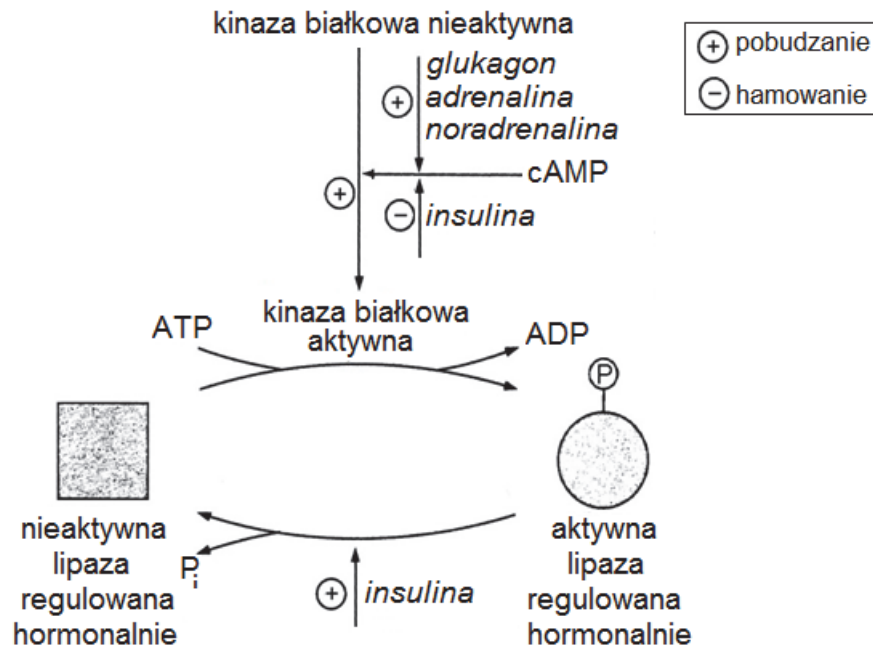 kinaza białkowa nieaktywna
+ pobudzanie
− hamowanie
glukagon
+ adrenalina
noradrenalina
cAMP
+
− insulina
kinaza białkowa
aktywna
ATP
ADP
P
nieaktywna
lipaza
regulowana
hormonalnie
Pi
+ insulina
aktywna
lipaza
regulowana
hormonalnie